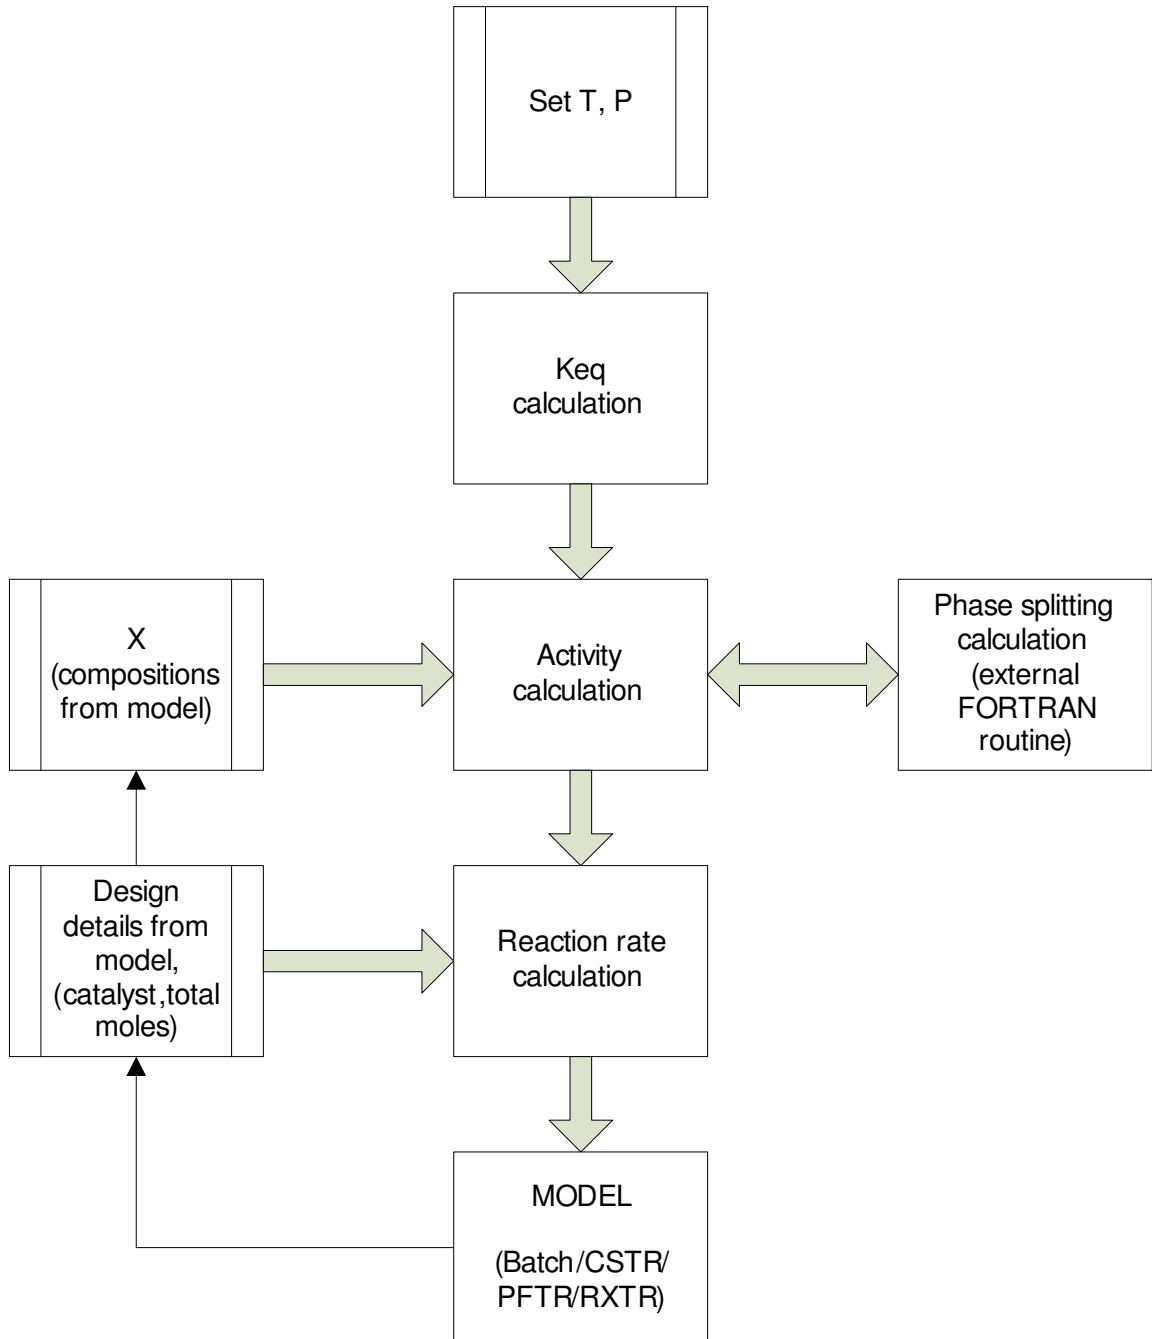 Set T, P
Keq
calculation
X
(compositions
from model)
Activity
calculation
Phase splitting
calculation
(external
FORTRAN
routine)
Design
details from
model,
(catalyst,total
moles)
Reaction rate
calculation
MODEL
(Batch/CSTR/
PFTR/RXTR)